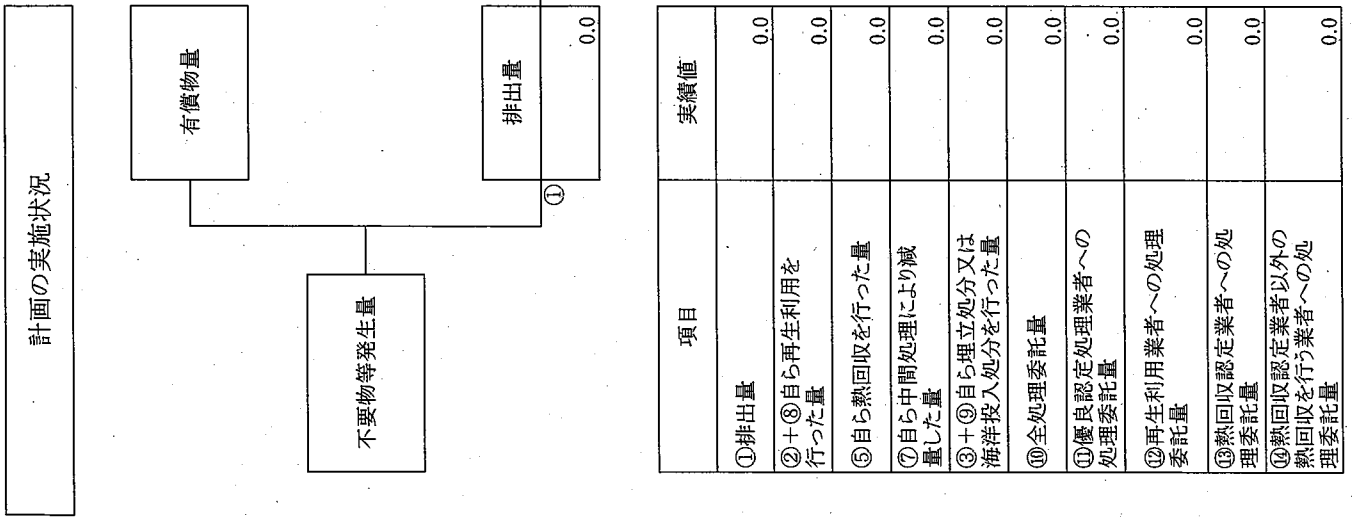 計画の実施状況
有償物量
不要物等発生量
排出量
①
0.0
項目
実績値
①排出量
0.0
②+⑧自ら再生利用を
行った量
0.0
⑤自ら熱回収を行った量
0.0
⑦自ら中間処理により減
量した量
0.0
③+⑨自ら埋立処分又は
海洋投入処分を行った量
0.0
⑩全処理委託量
0.0
⑪優良認定処理業者への
処理委託量
0.0
⑫再生利用業者への処理
委託量
0.0
⑬熱回収認定業者への処
理委託量
0.0
⑭熱回収認定業者以外の
熱回収を行う業者への処
理委託量
0.0